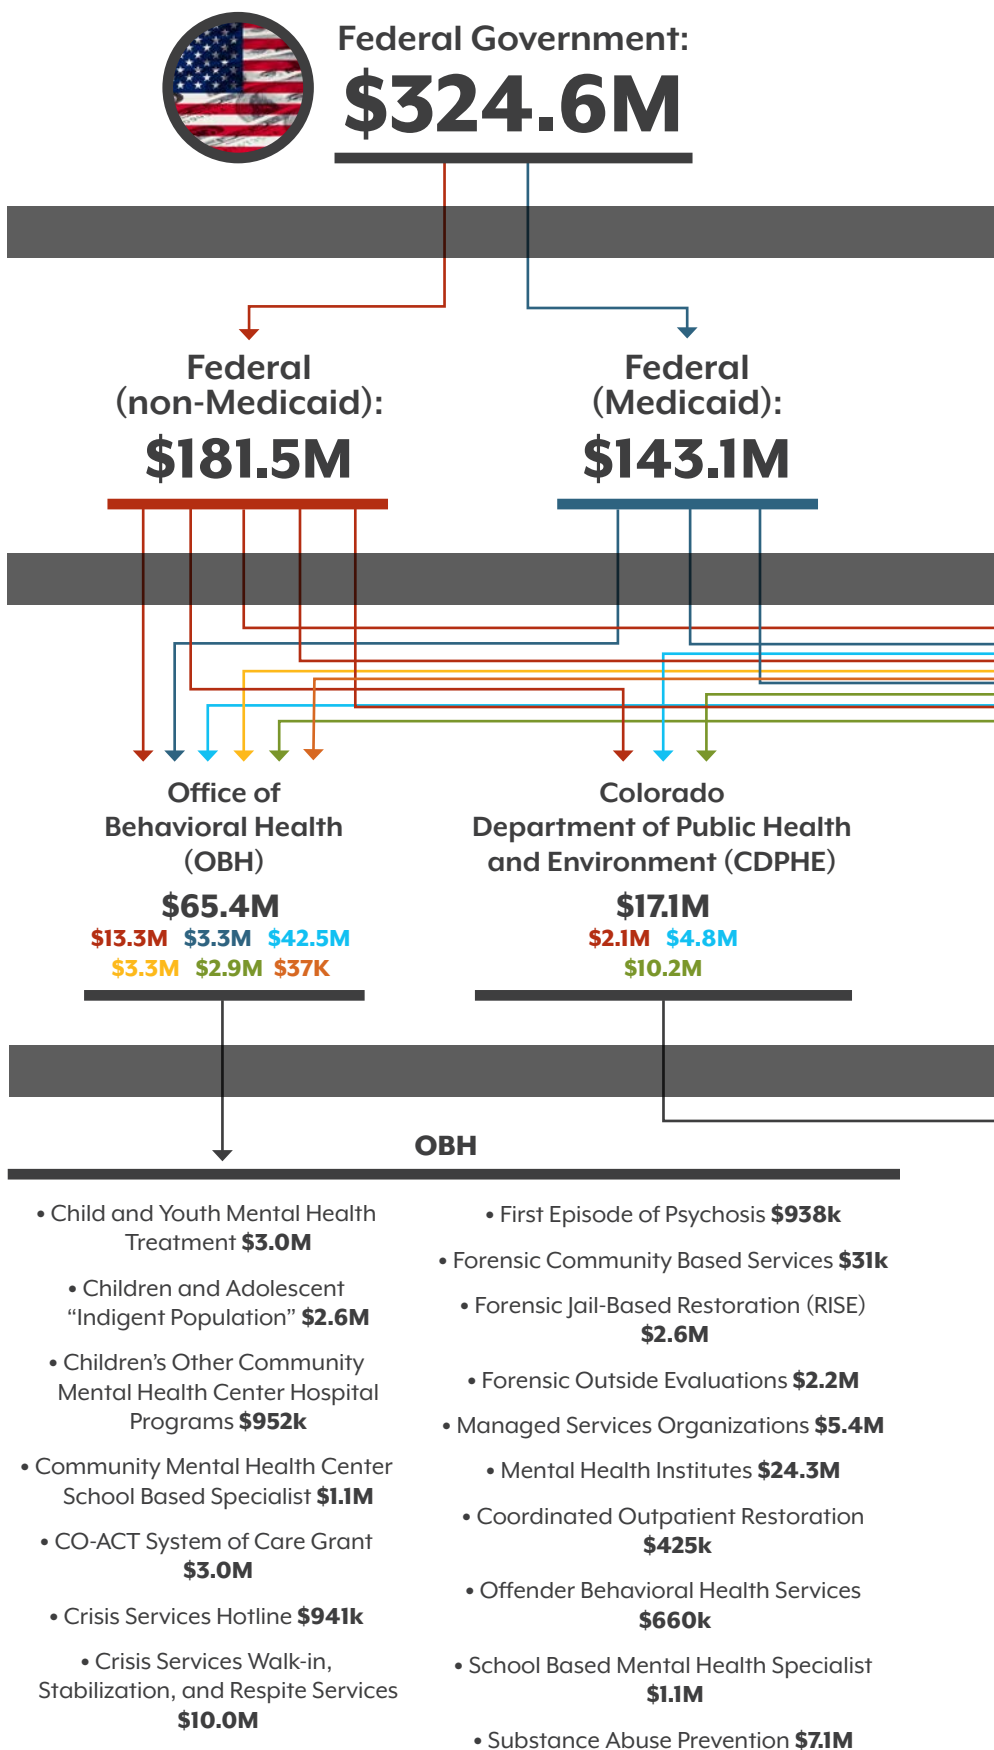 Federal Government:
$324.6M
Federal
(non-Medicaid):
$181.5M
Federal
(Medicaid):
$143.1M
Office of
Behavioral Health
(OBH)
$65.4M
$13.3M $3.3M $42.5M
$3.3M $2.9M $37K
Colorado
Department of Public Health
and Environment (CDPHE)
$17.1M
$2.1M $4.8M
$10.2M
OBH
• Child and Youth Mental Health
Treatment $3.0M
• Children and Adolescent
“Indigent Population” $2.6M
• Children’s Other Community
Mental Health Center Hospital
Programs $952k
• Community Mental Health Center
School Based Specialist $1.1M
• CO-ACT System of Care Grant
$3.0M
• Crisis Services Hotline $941k
• Crisis Services Walk-in,
Stabilization, and Respite Services
$10.0M
• First Episode of Psychosis $938k
• Forensic Community Based Services $31k
• Forensic Jail-Based Restoration (RISE)
$2.6M
• Forensic Outside Evaluations $2.2M
• Managed Services Organizations $5.4M
• Mental Health Institutes $24.3M
• Coordinated Outpatient Restoration
$425k
• Offender Behavioral Health Services
$660k
• School Based Mental Health Specialist
$1.1M
• Substance Abuse Prevention $7.1M